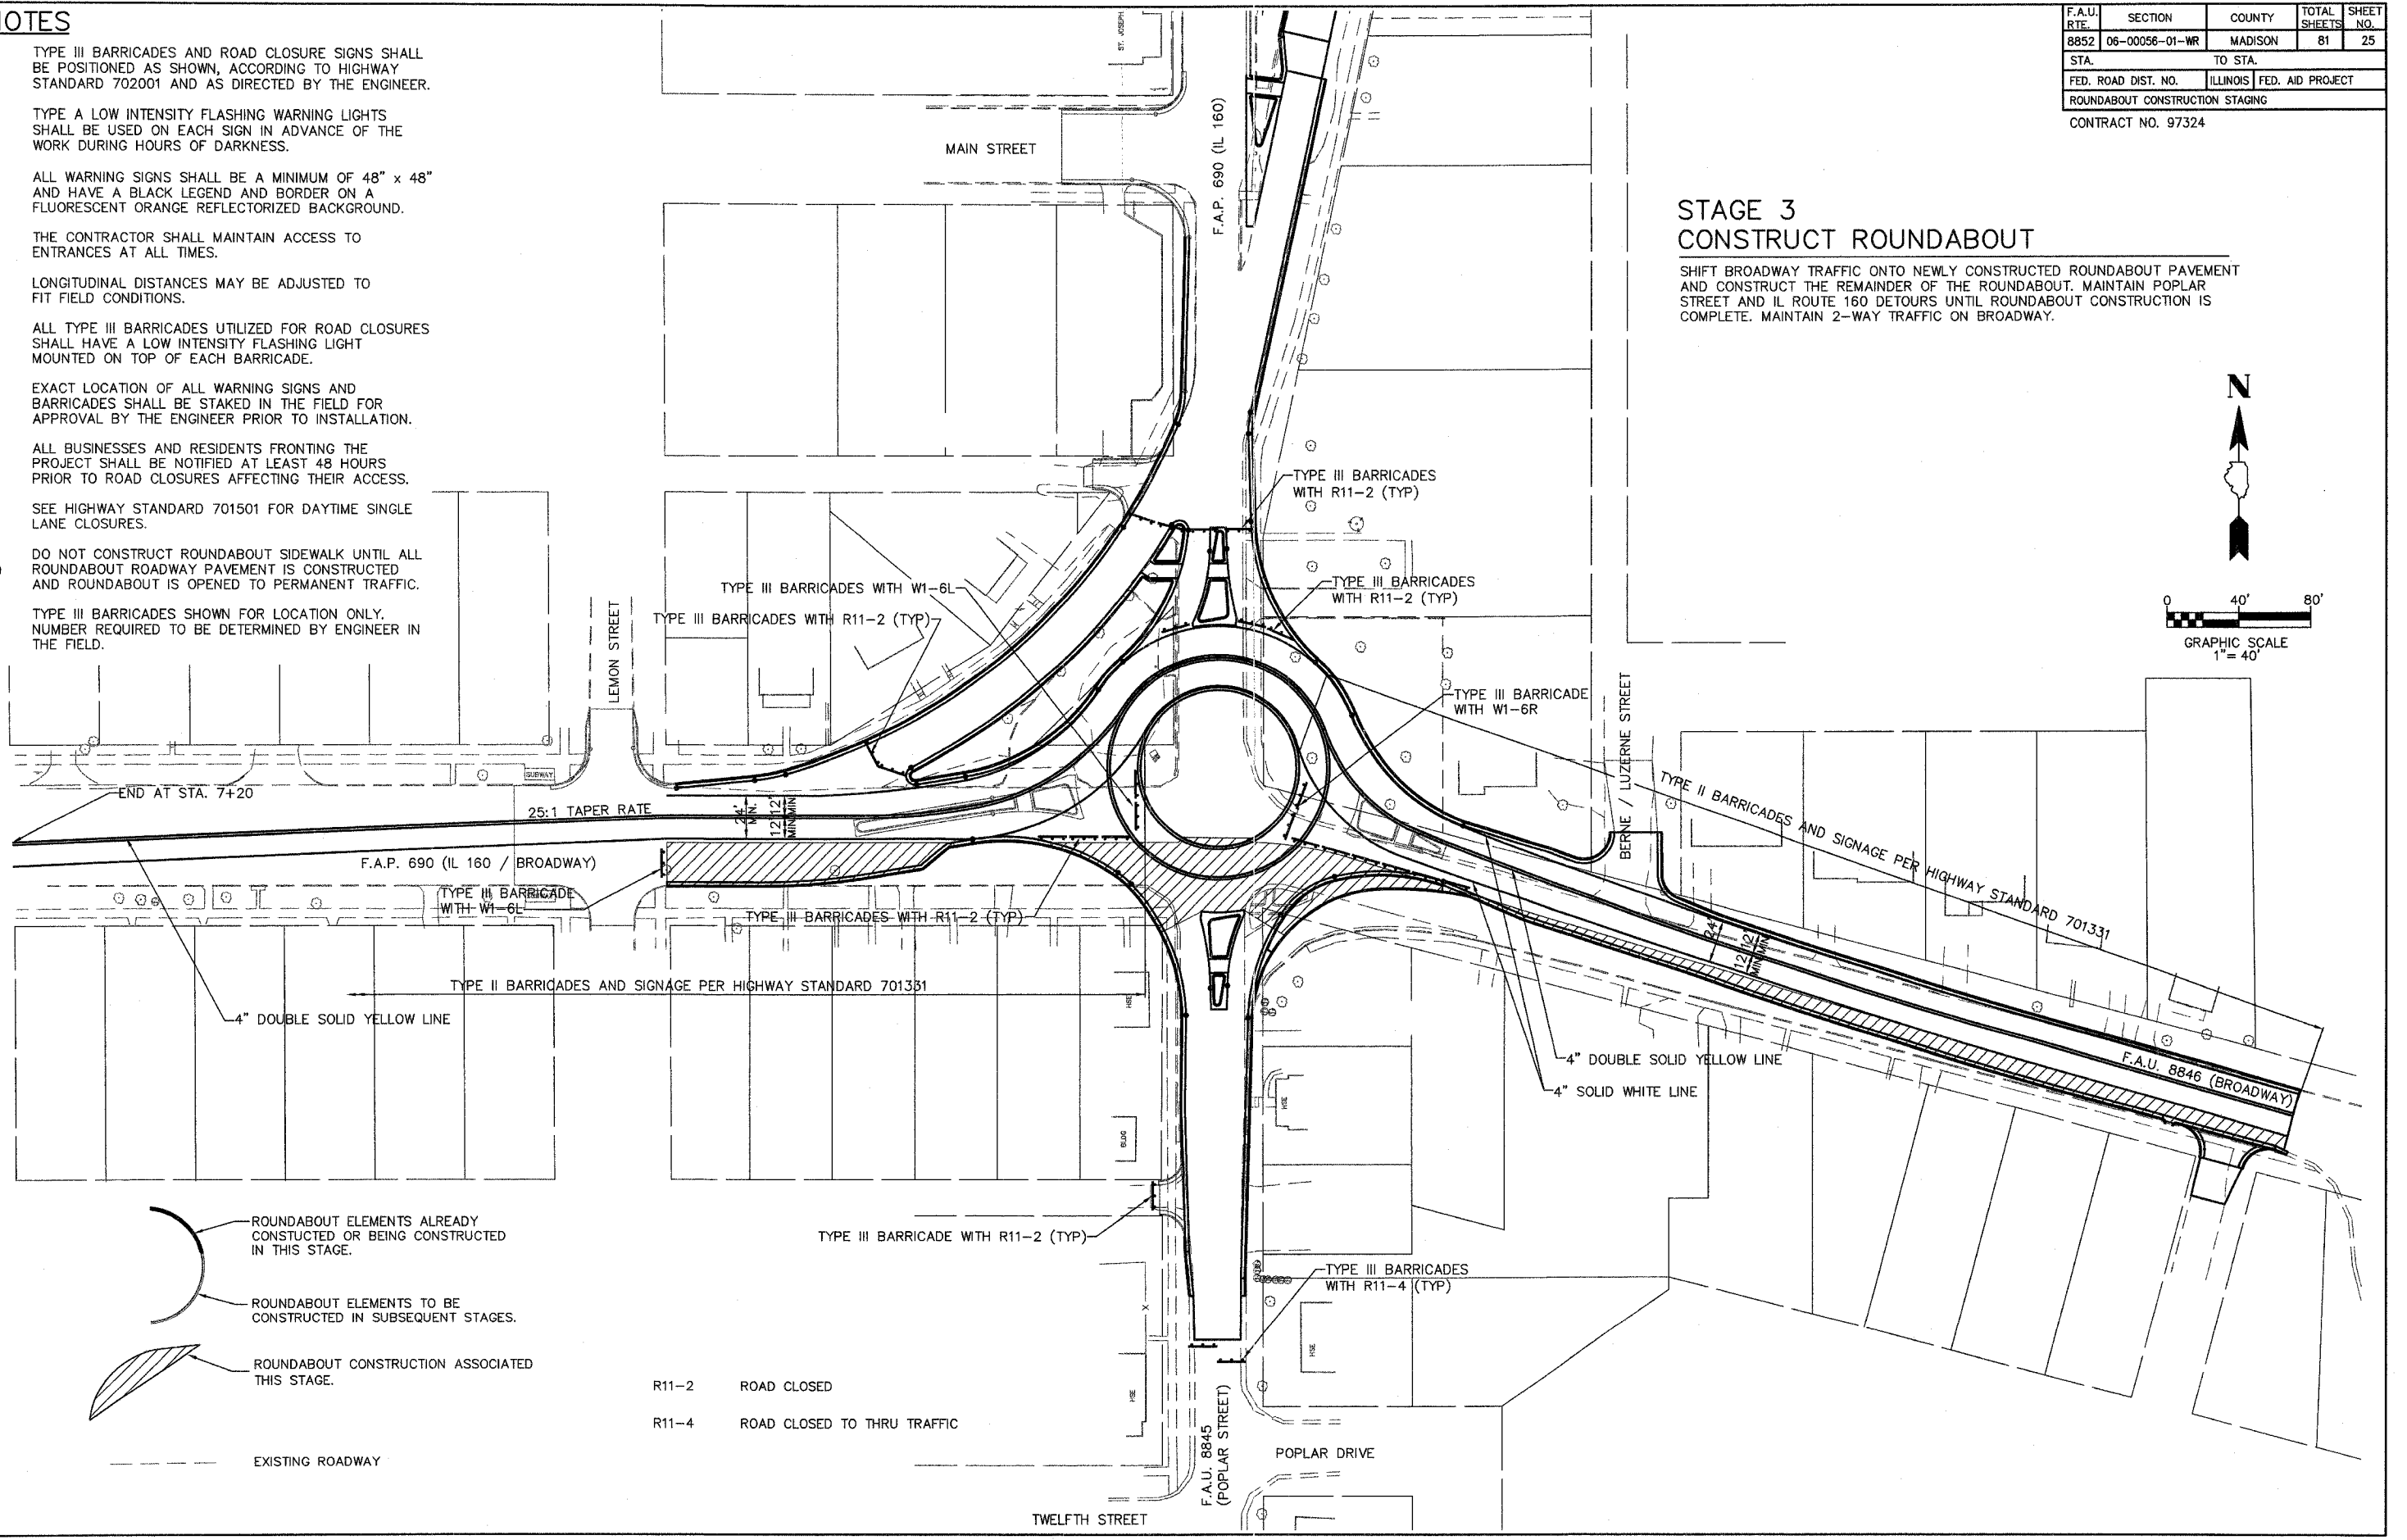 OTES
TYPE III BARRICADES AND ROAD CLOSURE SIGNS SHALL
BE POSITIONED AS SHOWN, ACCORDING TO HIGHWAY
STANDARD 702001 AND AS DIRECTED BY THE ENGINEER.
TYPE A LOW INTENSITY FLASHING WARNING LIGHTS
SHALL BE USED ON EACH SIGN IN ADVANCE OF THE
WORK DURING HOURS OF DARKNESS.
ALL WARNING SIGNS SHALL BE A MINIMUM OF 48" x 48"
AND HAVE A BLACK LEGEND AND BORDER ON A
FLUORESCENT ORANGE REFLECTORIZED BACKGROUND.
THE CONTRACTOR SHALL MAINTAIN ACCESS TO
ENTRANCES AT ALL TIMES.
LONGITUDINAL DISTANCES MAY BE ADJUSTED TO
FIT FIELD CONDITIONS.
ALL TYPE III BARRICADES UTILIZED FOR ROAD CLOSURES
SHALL HAVE A LOW INTENSITY FLASHING LIGHT
MOUNTED ON TOP OF EACH BARRICADE.
EXACT LOCATION OF ALL WARNING SIGNS AND
BARRICADES SHALL BE STAKED IN THE FIELD FOR
APPROVAL BY THE ENGINEER PRIOR TO INSTALLATION.
ALL BUSINESSES AND RESIDENTS FRONTING THE
PROJECT SHALL BE NOTIFIED AT LEAST 48 HOURS
PRIOR TO ROAD CLOSURES AFFECTING THEIR ACCESS.
SEE HIGHWAY STANDARD 701501 FOR DAYTIME SINGLE
LANE CLOSURES.
DO NOT CONSTRUCT ROUNDABOUT SIDEWALK UNTIL ALL
ROUNDABOUT ROADWAY PAVEMENT IS CONSTRUCTED
AND ROUNDABOUT IS OPENED TO PERMANENT TRAFFIC.
TYPE III BARRICADES SHOWN FOR LOCATION ONLY.
NUMBER REQUIRED TO BE DETERMINED BY ENGINEER IN
THE FIELD.
F.A.U. RTE. SECTION COUNTY TOTAL SHEETS SHEET NO.
8852 06-00056-01-WR MADISON 81 25
STA. TO STA.
FED. ROAD DIST. NO. ILLINOIS FED. AID PROJECT
ROUNDABOUT CONSTRUCTION STAGING
CONTRACT NO. 97324
STAGE 3
CONSTRUCT ROUNDABOUT
SHIFT BROADWAY TRAFFIC ONTO NEWLY CONSTRUCTED ROUNDABOUT PAVEMENT
AND CONSTRUCT THE REMAINDER OF THE ROUNDABOUT. MAINTAIN POPLAR
STREET AND IL ROUTE 160 DETOURS UNTIL ROUNDABOUT CONSTRUCTION IS
COMPLETE. MAINTAIN 2-WAY TRAFFIC ON BROADWAY.
N
0 40' 80'
GRAPHIC SCALE
1"= 40'
ST. JOSEPH
MAIN STREET
F.A.P. 690 (IL 160)
TYPE III BARRICADES
WITH R11-2 (TYP)
TYPE III BARRICADES
WITH R11-2 (TYP)
TYPE III BARRICADES WITH W1-6L
TYPE III BARRICADES WITH R11-2 (TYP)
LEMON STREET
TYPE III BARRICADE
WITH W1-6R
BERNE / LUZERNE STREET
TYPE II BARRICADES AND SIGNAGE PER HIGHWAY STANDARD 701331
SUBWAY
END AT STA. 7+20
25:1 TAPER RATE
24'
MIN.
12'
12'
MIN
MIN
F.A.P. 690 (IL 160 / BROADWAY)
TYPE III BARRICADE
WITH W1-6L
TYPE III BARRICADES WITH R11-2 (TYP)
24'
12'
12'
MIN
MIN
TYPE II BARRICADES AND SIGNAGE PER HIGHWAY STANDARD 701331
HSE
4" DOUBLE SOLID YELLOW LINE
4" DOUBLE SOLID YELLOW LINE
4" SOLID WHITE LINE
F.A.U. 8846 (BROADWAY)
HSE
BLDG
TYPE III BARRICADE WITH R11-2 (TYP)
TYPE III BARRICADES
WITH R11-4 (TYP)
HSE
HSE
ROUNDABOUT ELEMENTS ALREADY
CONSTUCTED OR BEING CONSTRUCTED
IN THIS STAGE.
ROUNDABOUT ELEMENTS TO BE
CONSTRUCTED IN SUBSEQUENT STAGES.
ROUNDABOUT CONSTRUCTION ASSOCIATED
THIS STAGE.
EXISTING ROADWAY
R11-2 ROAD CLOSED
R11-4 ROAD CLOSED TO THRU TRAFFIC
F.A.U. 8845
(POPLAR STREET)
POPLAR DRIVE
TWELFTH STREET